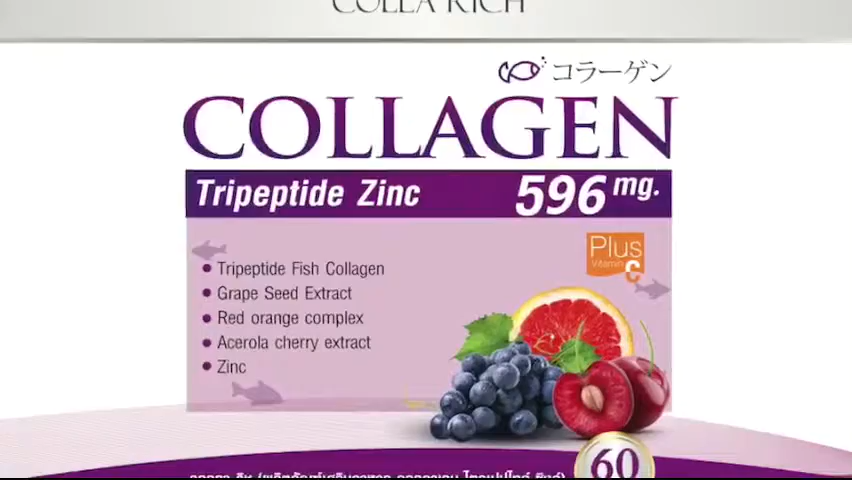 COLLA RICH
コラーゲン
COLLAGEN
Tripeptide Zinc 596 mg.
Plus
Vitamin C
• Tripeptide Fish Collagen
• Grape Seed Extract
• Red orange complex
• Acerola cherry extract
• Zinc
60